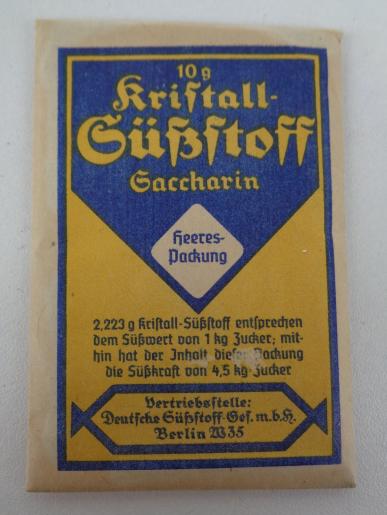 10 g
Kriſtall-
Süßſtoff
Saccharin
Heeres-
Packung
2,223 g Kriſtall-Süßſtoff entſprechen
dem Süßwert von 1 kg Zucker; mit-
hin hat der Inhalt dieſer Packung
die Süßkraft von 4,5 kg Zucker
Vertriebsſtelle:
Deutſche Süßſtoff-Geſ. m. b. H.
Berlin W 35